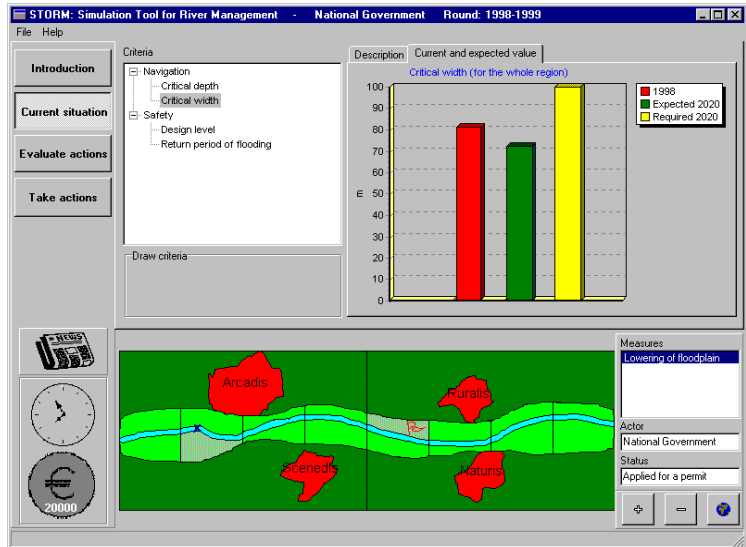 STORM: Simulation Tool for River Management - National Government Round: 1998-1999
File Help
Introduction
Current situation
Evaluate actions
Take actions
Criteria
Navigation
Critical depth
Critical width
Safety
Design level
Return period of flooding
Draw criteria
Description Current and expected value
Critical width (for the whole region)
100
90
80
70
60
50
40
30
20
10
0
m
1998
Expected 2020
Required 2020
NEWS
20000
Arcadis
Ruralis
Scenedis
Naturis
Measures
Lowering of floodplain
Actor
National Government
Status
Applied for a permit